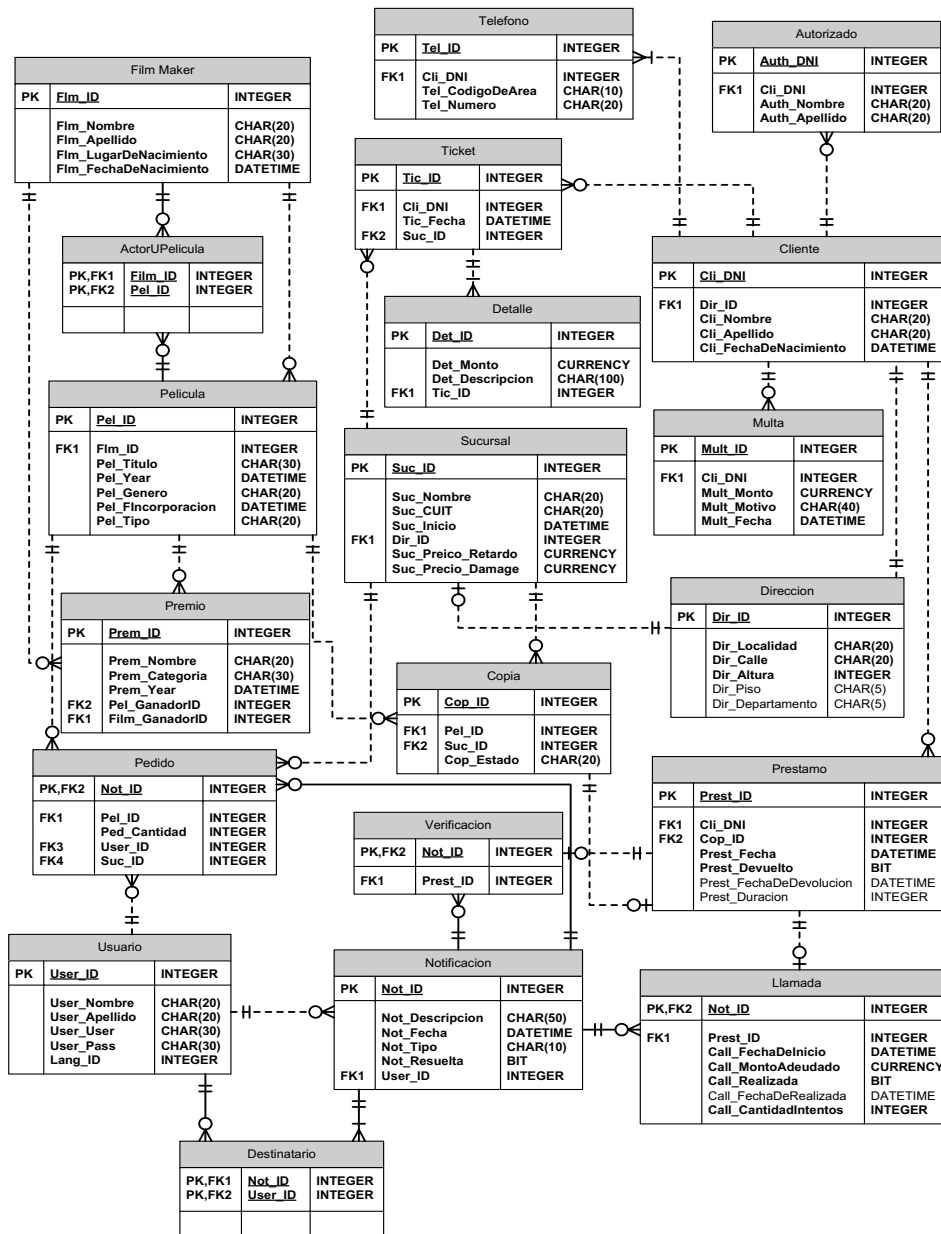 Telefono
PK Tel_ID INTEGER
FK1 Cli_DNI INTEGER
Tel_CodigoDeArea CHAR(10)
Tel_Numero CHAR(20)
Autorizado
PK Auth_DNI INTEGER
FK1 Cli_DNI INTEGER
Auth_Nombre CHAR(20)
Auth_Apellido CHAR(20)
Film Maker
PK Flm_ID INTEGER
Flm_Nombre CHAR(20)
Flm_Apellido CHAR(20)
Flm_LugarDeNacimiento CHAR(30)
Flm_FechaDeNacimiento DATETIME
Ticket
PK Tic_ID INTEGER
FK1 Cli_DNI INTEGER
Tic_Fecha DATETIME
FK2 Suc_ID INTEGER
ActorUPelicula
PK,FK1 Film_ID INTEGER
PK,FK2 Pel_ID INTEGER
Cliente
PK Cli_DNI INTEGER
FK1 Dir_ID INTEGER
Cli_Nombre CHAR(20)
Cli_Apellido CHAR(20)
Cli_FechaDeNacimiento DATETIME
Detalle
PK Det_ID INTEGER
Det_Monto CURRENCY
Det_Descripcion CHAR(100)
FK1 Tic_ID INTEGER
Pelicula
PK Pel_ID INTEGER
FK1 Flm_ID INTEGER
Pel_Titulo CHAR(30)
Pel_Year DATETIME
Pel_Genero CHAR(20)
Pel_FIncorporacion DATETIME
Pel_Tipo CHAR(20)
Sucursal
PK Suc_ID INTEGER
Suc_Nombre CHAR(20)
Suc_CUIT CHAR(20)
Suc_Inicio DATETIME
FK1 Dir_ID INTEGER
Suc_Preico_Retardo CURRENCY
Suc_Precio_Damage CURRENCY
Multa
PK Mult_ID INTEGER
FK1 Cli_DNI INTEGER
Mult_Monto CURRENCY
Mult_Motivo CHAR(40)
Mult_Fecha DATETIME
Direccion
PK Dir_ID INTEGER
Dir_Localidad CHAR(20)
Dir_Calle CHAR(20)
Dir_Altura INTEGER
Dir_Piso CHAR(5)
Dir_Departamento CHAR(5)
Premio
PK Prem_ID INTEGER
Prem_Nombre CHAR(20)
Prem_Categoria CHAR(30)
Prem_Year DATETIME
FK2 Pel_GanadorID INTEGER
FK1 Film_GanadorID INTEGER
Copia
PK Cop_ID INTEGER
FK1 Pel_ID INTEGER
FK2 Suc_ID INTEGER
Cop_Estado CHAR(20)
Pedido
PK,FK2 Not_ID INTEGER
FK1 Pel_ID INTEGER
Ped_Cantidad INTEGER
FK3 User_ID INTEGER
FK4 Suc_ID INTEGER
Prestamo
PK Prest_ID INTEGER
FK1 Cli_DNI INTEGER
FK2 Cop_ID INTEGER
Prest_Fecha DATETIME
Prest_Devuelto BIT
Prest_FechaDeDevolucion DATETIME
Prest_Duracion INTEGER
Verificacion
PK,FK2 Not_ID INTEGER
FK1 Prest_ID INTEGER
Usuario
PK User_ID INTEGER
User_Nombre CHAR(20)
User_Apellido CHAR(20)
User_User CHAR(30)
User_Pass CHAR(30)
Lang_ID INTEGER
Notificacion
PK Not_ID INTEGER
Not_Descripcion CHAR(50)
Not_Fecha DATETIME
Not_Tipo CHAR(10)
Not_Resuelta BIT
FK1 User_ID INTEGER
Llamada
PK,FK2 Not_ID INTEGER
FK1 Prest_ID INTEGER
Call_FechaDeInicio DATETIME
Call_MontoAdeudado CURRENCY
Call_Realizada BIT
Call_FechaDeRealizada DATETIME
Call_CantidadIntentos INTEGER
Destinatario
PK,FK1 Not_ID INTEGER
PK,FK2 User_ID INTEGER